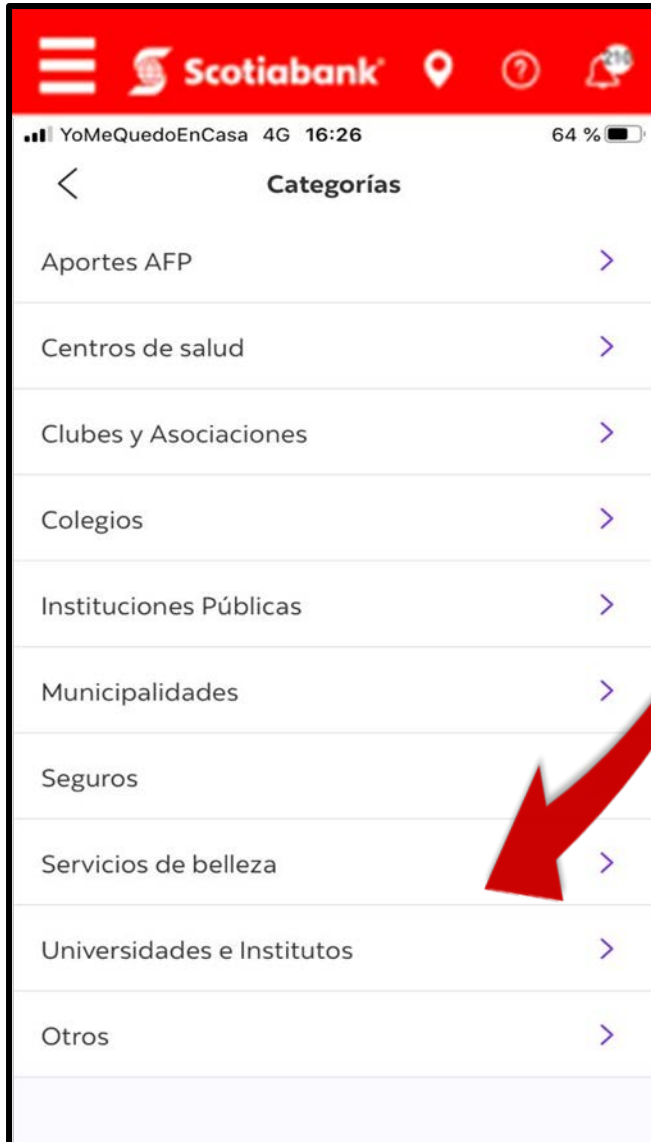 Scotiabank
210
YoMeQuedoEnCasa 4G 16:26 64 %
Categorías
Aportes AFP
Centros de salud
Clubes y Asociaciones
Colegios
Instituciones Públicas
Municipalidades
Seguros
Servicios de belleza
Universidades e Institutos
Otros